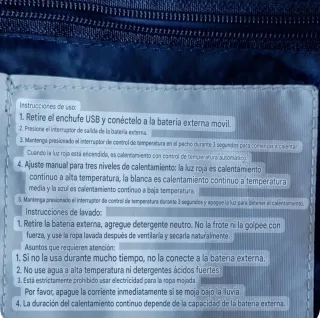 Instrucciones de uso:
1. Retire el enchufe USB y conéctelo a la batería externa movil.
2. Presione el interruptor de salida de la batería externa.
3. Mantenga presionado el interruptor de control de temperatura en el pecho durante 3 segundos para comenzar a calentar.
Cuando la luz roja está encendida, es calentamiento con control de temperatura automático.
4. Ajuste manual para tres niveles de calentamiento: la luz roja es calentamiento
continuo a alta temperatura, la blanca es calentamiento continuo a temperatura
media y la azul es calentamiento continuo a baja temperatura.
5. Mantenga presionado el interruptor de temperatura durante 3 segundos y apague la luz para detener el calentamiento.
Instrucciones de lavado:
1. Retire la batería externa, agregue detergente neutro. No la frote ni la golpee con
fuerza, y use la ropa lavada después de ventilarla y secarla naturalmente.
Asuntos que requieren atención:
1. Si no la usa durante mucho tiempo, no la conecte a la batería externa.
2. No use agua a alta temperatura ni detergentes ácidos fuertes.
3. Está estrictamente prohibido usar electricidad para la ropa mojada.
Por favor, apague la corriente inmediatamente si se moja bajo la lluvia.
4. La duración del calentamiento continuo depende de la capacidad de la batería externa.